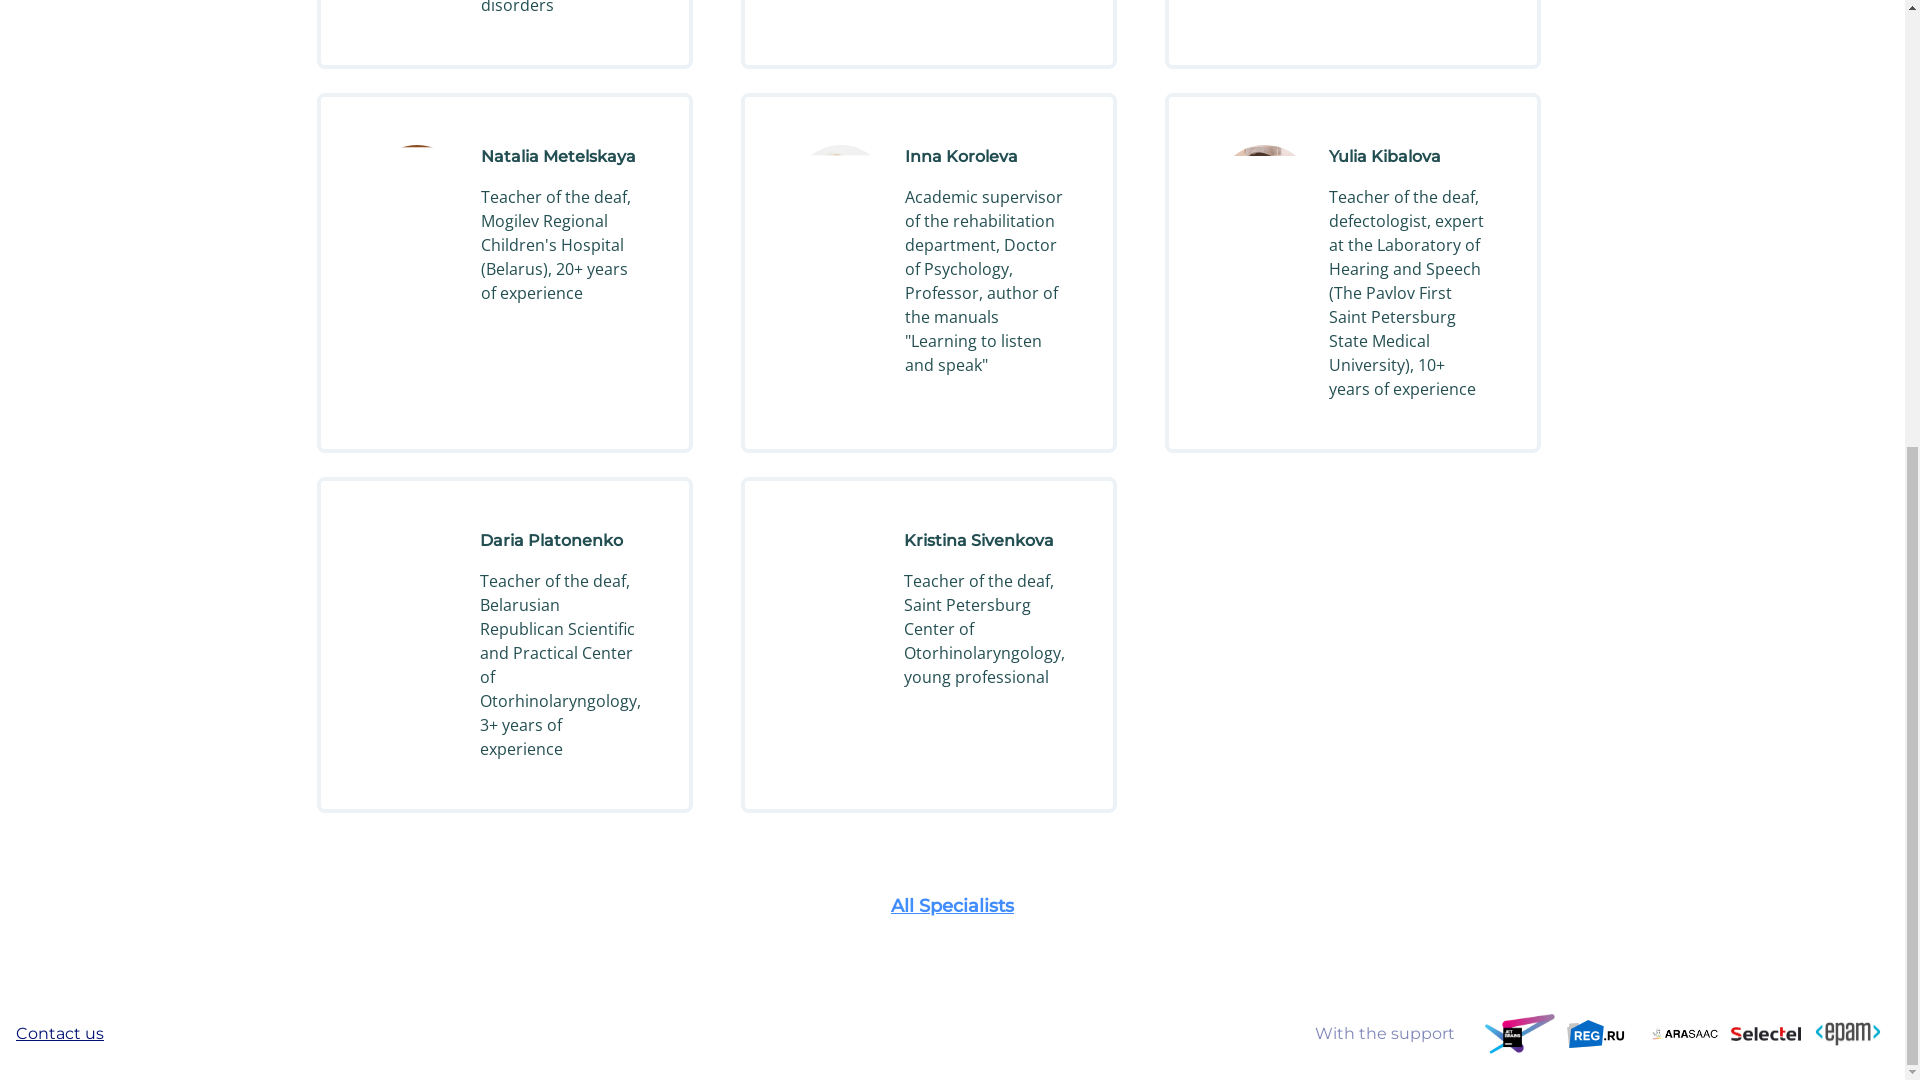 disorders
Natalia Metelskaya
Teacher of the deaf,
Mogilev Regional
Children's Hospital
(Belarus), 20+ years
of experience
Inna Koroleva
Academic supervisor
of the rehabilitation
department, Doctor
of Psychology,
Professor, author of
the manuals
"Learning to listen
and speak"
Yulia Kibalova
Teacher of the deaf,
defectologist, expert
at the Laboratory of
Hearing and Speech
(The Pavlov First
Saint Petersburg
State Medical
University), 10+
years of experience
Daria Platonenko
Teacher of the deaf,
Belarusian
Republican Scientific
and Practical Center
of
Otorhinolaryngology,
3+ years of
experience
Kristina Sivenkova
Teacher of the deaf,
Saint Petersburg
Center of
Otorhinolaryngology,
young professional
All Specialists
Contact us
With the support
JET
BRAINS
REG.RU
ARASAAC
Selectel
<epam>